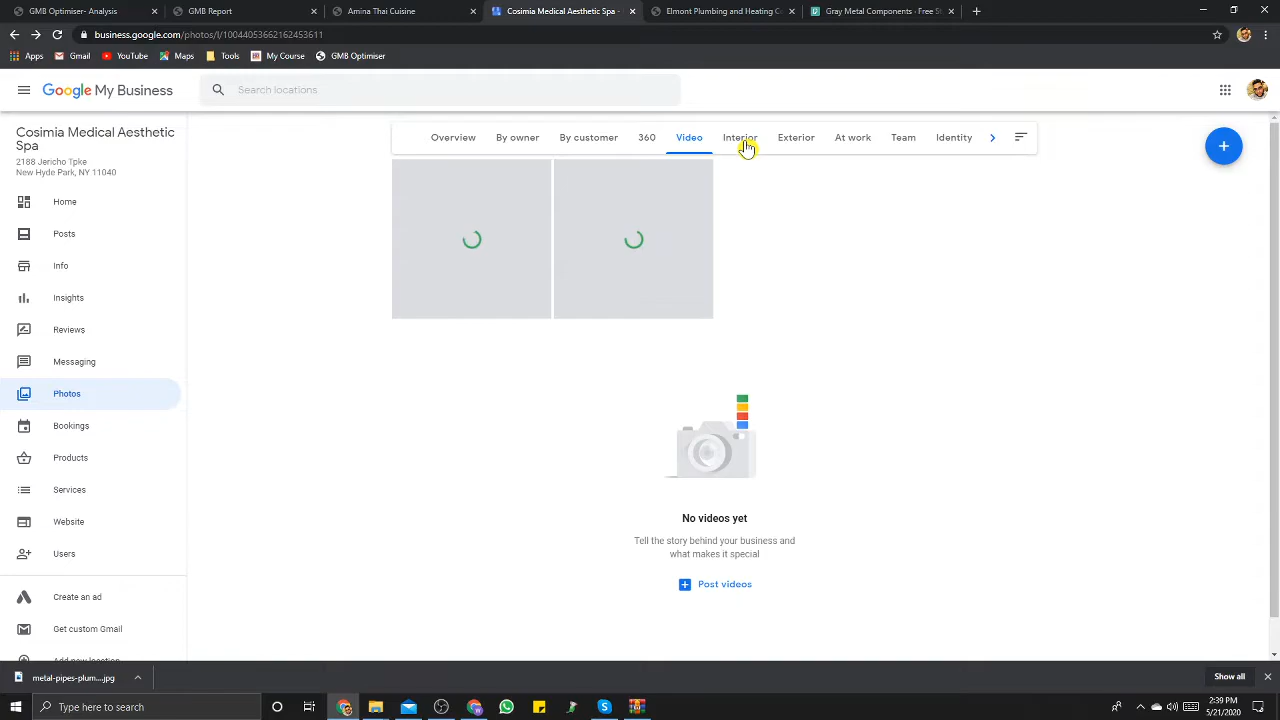 GMB Optimiser - Analysis
GMB Report
Amina Thai Cuisine
Cosimia Medical Aesthetic Spa -
Elmont Plumbing and Heating C
Gray Metal Components - Free S
business.google.com/photos/l/10044053662162453611
Apps
Gmail
YouTube
Maps
Tools
My Course
GMB Optimiser
Google My Business
Search locations
Cosimia Medical Aesthetic
Spa
2188 Jericho Tpke
New Hyde Park, NY 11040
Overview
By owner
By customer
360
Video
Interior
Exterior
At work
Team
Identity
Home
Posts
Info
Insights
Reviews
Messaging
Photos
Bookings
Products
Services
Website
Users
Create an ad
Get custom Gmail
Add new location
No videos yet
Tell the story behind your business and
what makes it special
Post videos
metal-pipes-plum....jpg
Show all
Type here to search
2:39 PM
5/21/2020